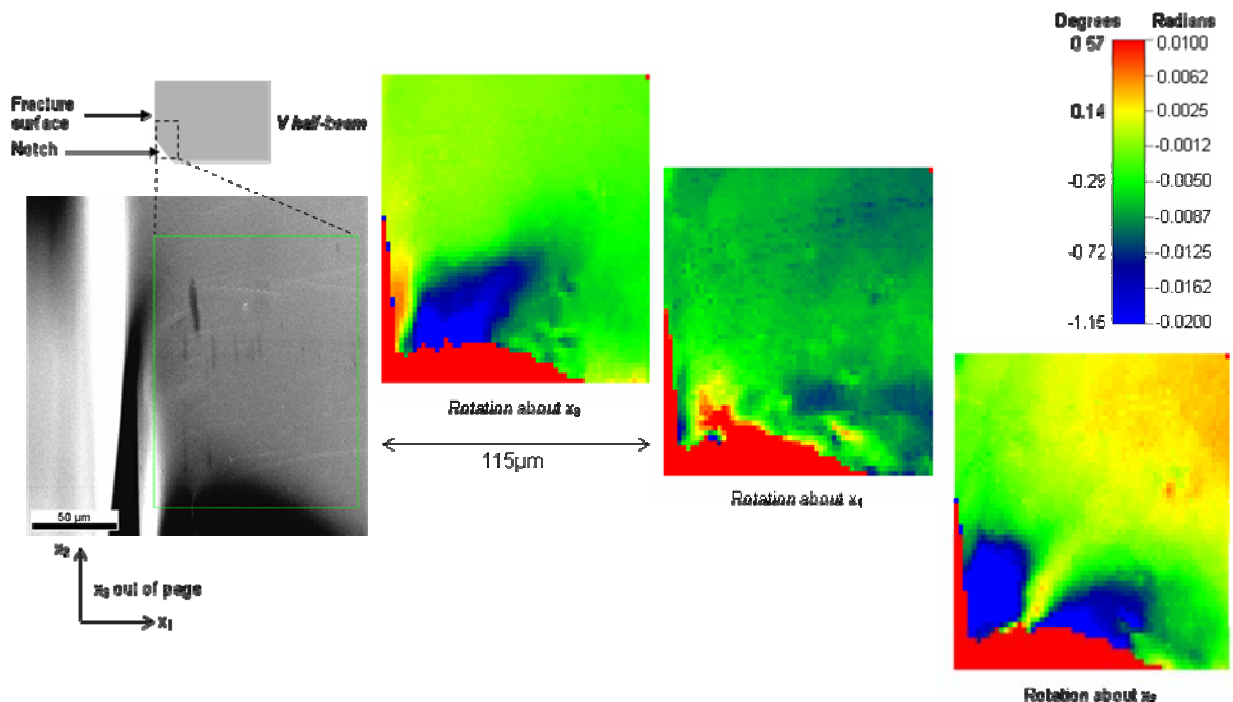 Degrees Radians
0.57 0.0100
0.0062
0.14 0.0025
-0.0012
-0.29 -0.0050
-0.0087
-0.72 -0.0125
-0.0162
-1.15 -0.0200
Fracture
surface
Notch
V half-beam
50 µm
x₂
x₃ out of page
x₁
Rotation about x₃
115µm
Rotation about x₁
Rotation about x₂